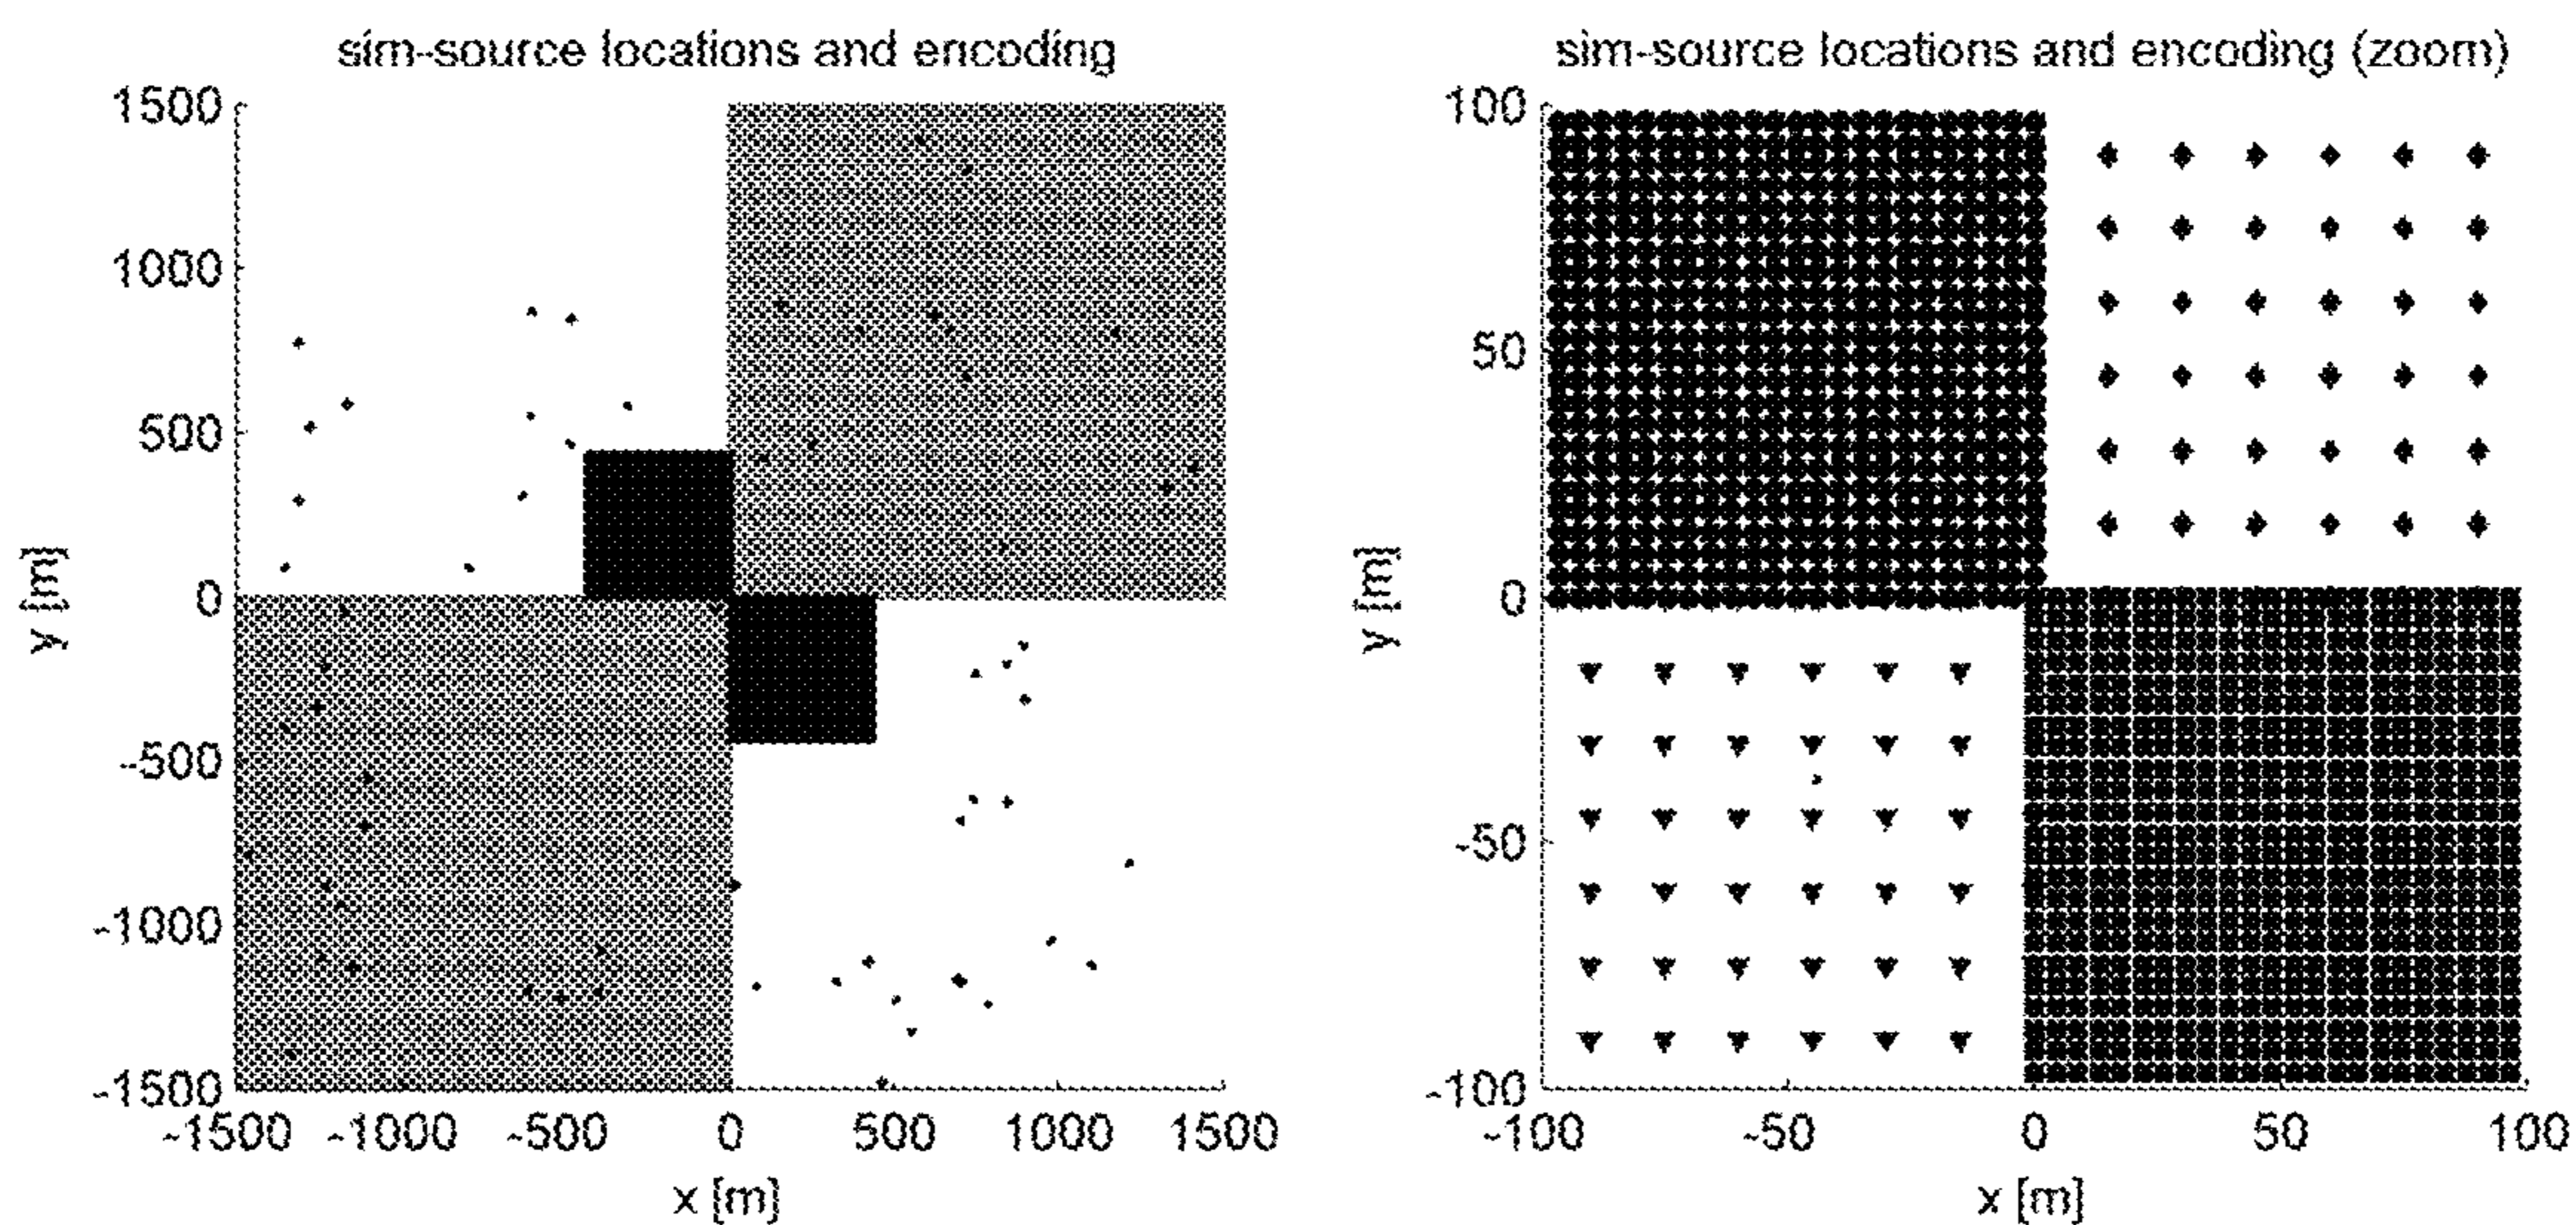 sim-source locations and encoding
1500
1000
500
0
-500
-1000
-1500
-1500 -1000 -500 0 500 1000 1500
x [m]
y [m]
sim-source locations and encoding (zoom)
100
50
0
-50
-100
-100 -50 0 50 100
x [m]
y [m]